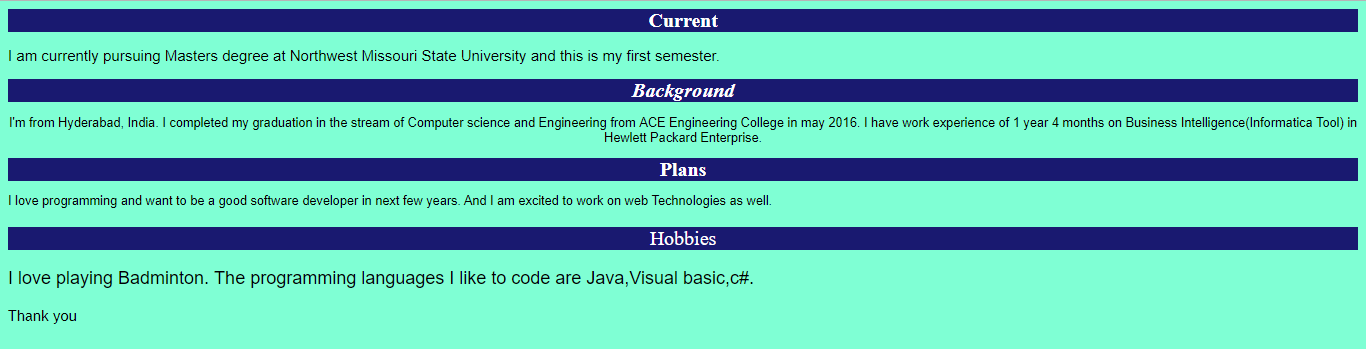 Current
I am currently pursuing Masters degree at Northwest Missouri State University and this is my first semester.
Background
I'm from Hyderabad, India. I completed my graduation in the stream of Computer science and Engineering from ACE Engineering College in may 2016. I have work experience of 1 year 4 months on Business Intelligence(Informatica Tool) in
Hewlett Packard Enterprise.
Plans
I love programming and want to be a good software developer in next few years. And I am excited to work on web Technologies as well.
Hobbies
I love playing Badminton. The programming languages I like to code are Java,Visual basic,c#.
Thank you